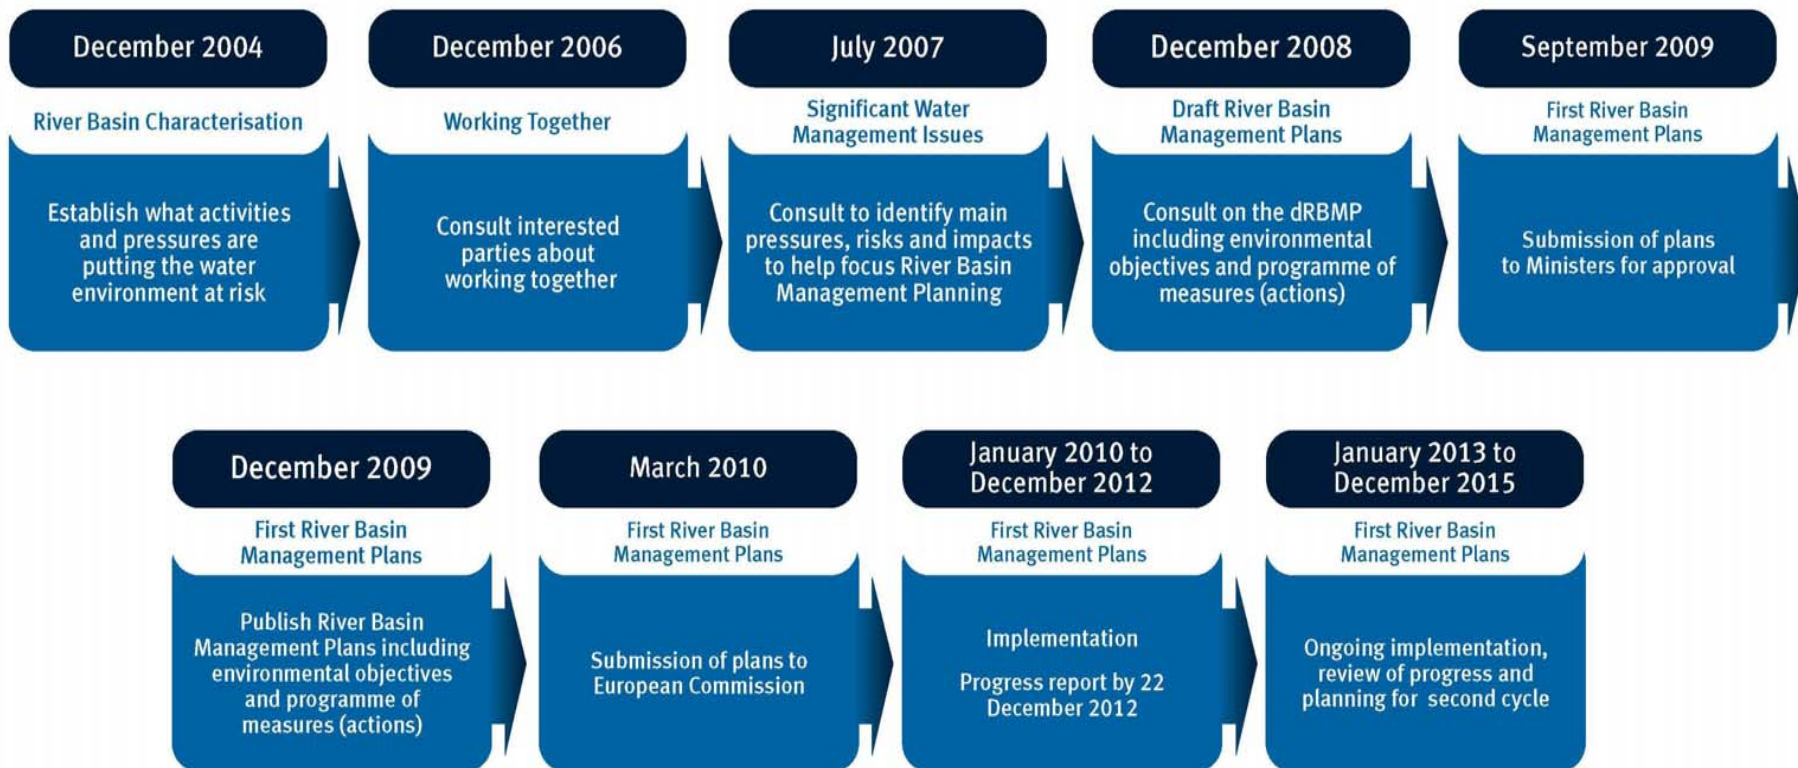 December 2004
River Basin Characterisation
Establish what activities
and pressures are
putting the water
environment at risk
December 2006
Working Together
Consult interested
parties about
working together
July 2007
Significant Water
Management Issues
Consult to identify main
pressures, risks and impacts
to help focus River Basin
Management Planning
December 2008
Draft River Basin
Management Plans
Consult on the dRBMP
including environmental
objectives and programme of
measures (actions)
September 2009
First River Basin
Management Plans
Submission of plans
to Ministers for approval
December 2009
First River Basin
Management Plans
Publish River Basin
Management Plans including
environmental objectives
and programme of
measures (actions)
March 2010
First River Basin
Management Plans
Submission of plans to
European Commission
January 2010 to
December 2012
First River Basin
Management Plans
Implementation
Progress report by 22
December 2012
January 2013 to
December 2015
First River Basin
Management Plans
Ongoing implementation,
review of progress and
planning for second cycle